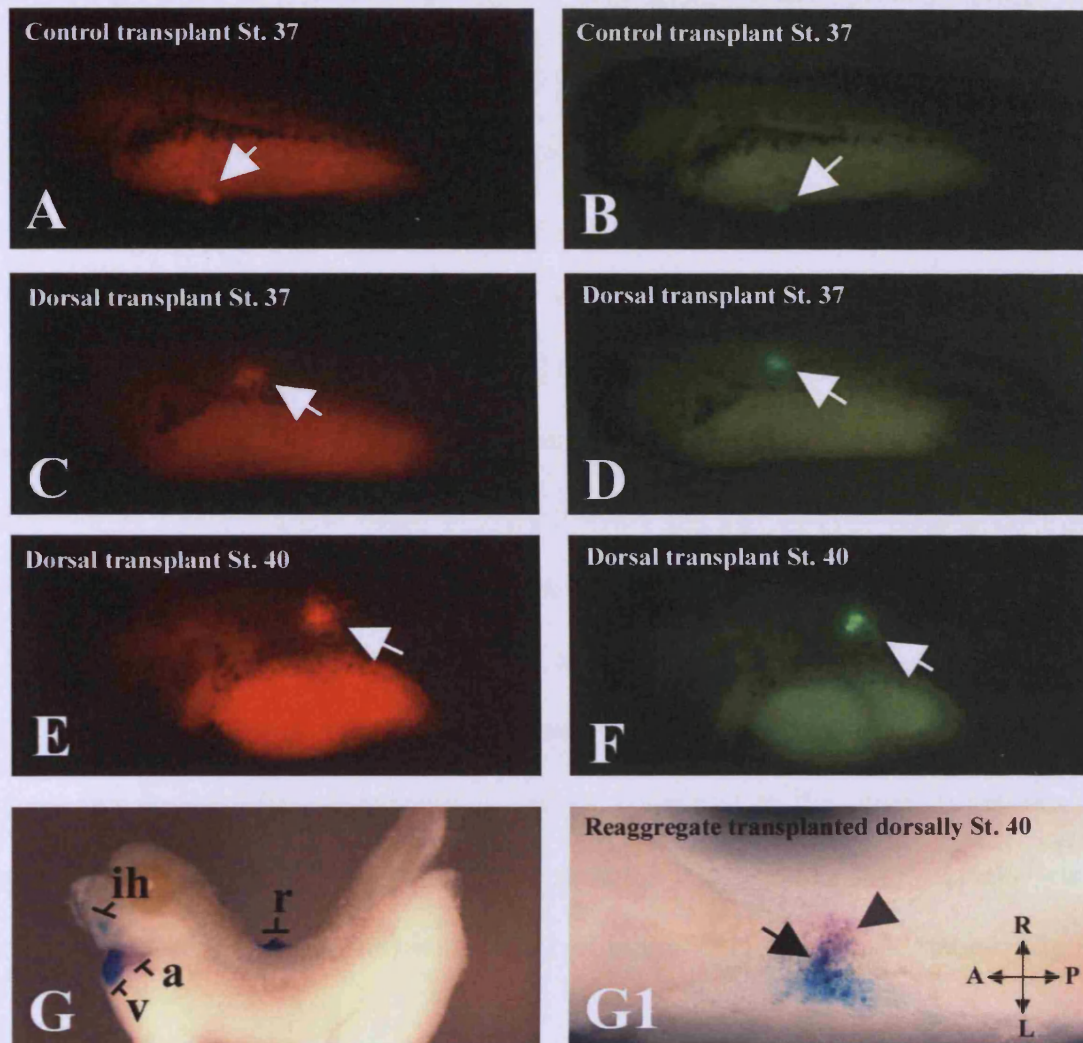 Control transplant St. 37
A
Control transplant St. 37
B
Dorsal transplant St. 37
C
Dorsal transplant St. 37
D
Dorsal transplant St. 40
E
Dorsal transplant St. 40
F
ih
r
a
v
G
Reaggregate transplanted dorsally St. 40
R
A P
L
G1